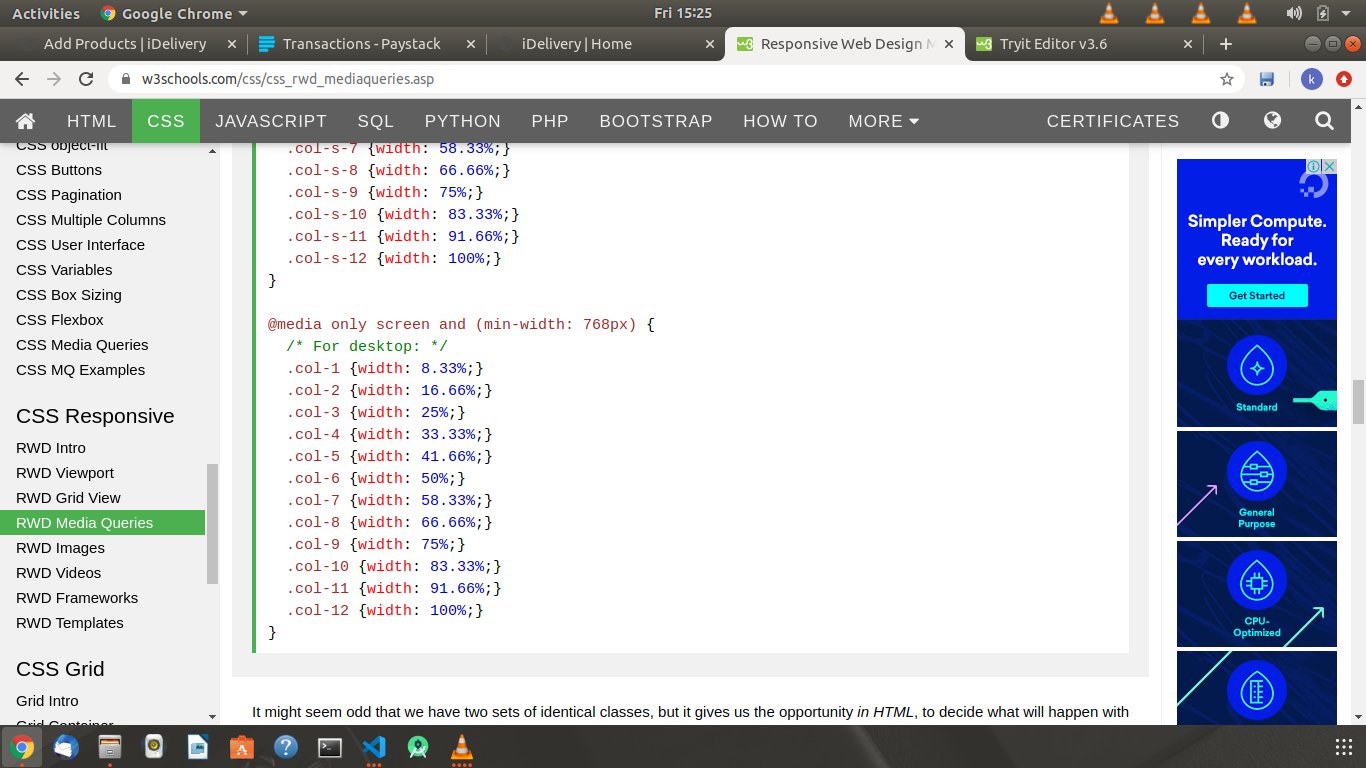 Activities Google Chrome Fri 15:25
Add Products | iDelivery Transactions - Paystack iDelivery | Home Responsive Web Design M Tryit Editor v3.6
w3schools.com/css/css_rwd_mediaqueries.asp k
HTML CSS JAVASCRIPT SQL PYTHON PHP BOOTSTRAP HOW TO MORE CERTIFICATES
CSS object-fit
CSS Buttons
CSS Pagination
CSS Multiple Columns
CSS User Interface
CSS Variables
CSS Box Sizing
CSS Flexbox
CSS Media Queries
CSS MQ Examples
CSS Responsive
RWD Intro
RWD Viewport
RWD Grid View
RWD Media Queries
RWD Images
RWD Videos
RWD Frameworks
RWD Templates
CSS Grid
Grid Intro
Grid Container
.col-s-7 {width: 58.33%;}
.col-s-8 {width: 66.66%;}
.col-s-9 {width: 75%;}
.col-s-10 {width: 83.33%;}
.col-s-11 {width: 91.66%;}
.col-s-12 {width: 100%;}
}
@media only screen and (min-width: 768px) {
/* For desktop: */
.col-1 {width: 8.33%;}
.col-2 {width: 16.66%;}
.col-3 {width: 25%;}
.col-4 {width: 33.33%;}
.col-5 {width: 41.66%;}
.col-6 {width: 50%;}
.col-7 {width: 58.33%;}
.col-8 {width: 66.66%;}
.col-9 {width: 75%;}
.col-10 {width: 83.33%;}
.col-11 {width: 91.66%;}
.col-12 {width: 100%;}
}
It might seem odd that we have two sets of identical classes, but it gives us the opportunity in HTML, to decide what will happen with
Simpler Compute.
Ready for
every workload.
Get Started
Standard
General
Purpose
CPU-
Optimized